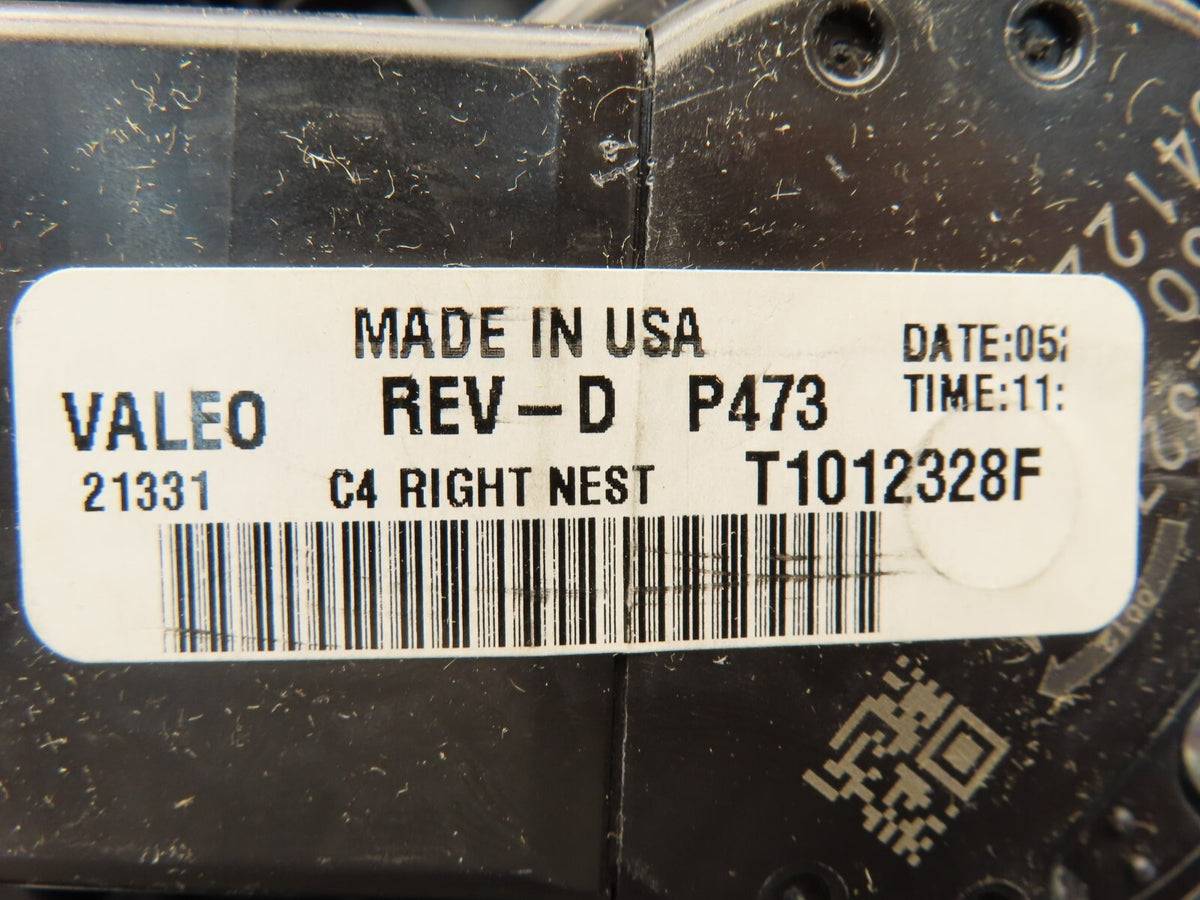 MADE IN USA
DATE:05
VALEO REV-D P473 TIME:11:
21331 C4 RIGHT NEST T1012328F